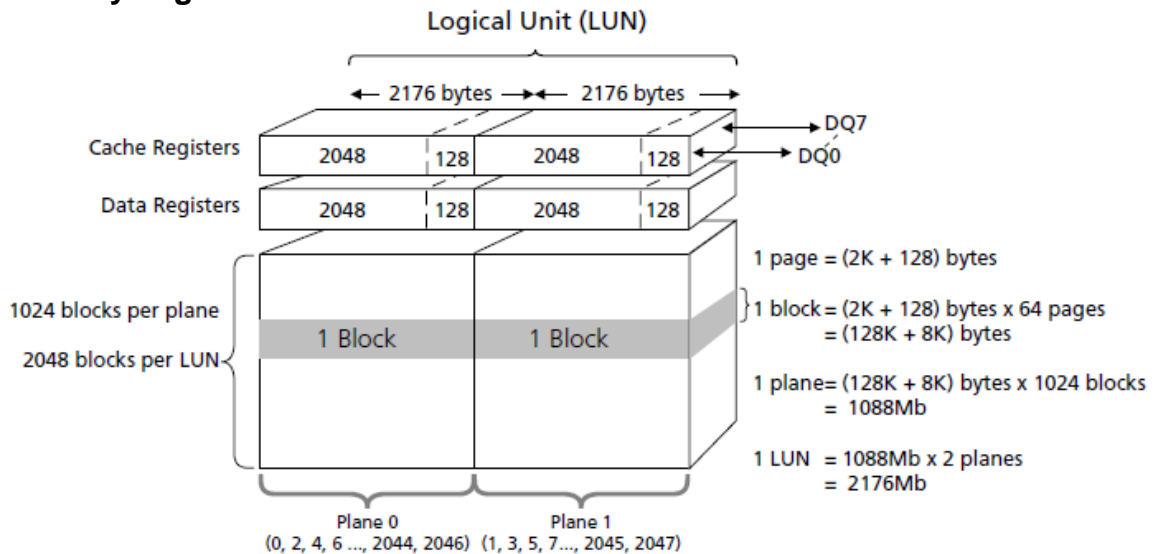 Logical Unit (LUN)
2176 bytes 2176 bytes
Cache Registers 2048 128 2048 128 DQ7
DQ0
Data Registers 2048 128 2048 128
1 page = (2K + 128) bytes
1024 blocks per plane
2048 blocks per LUN
1 Block 1 Block
1 block = (2K + 128) bytes x 64 pages
= (128K + 8K) bytes
1 plane= (128K + 8K) bytes x 1024 blocks
= 1088Mb
1 LUN = 1088Mb x 2 planes
= 2176Mb
Plane 0
(0, 2, 4, 6 ..., 2044, 2046)
Plane 1
(1, 3, 5, 7..., 2045, 2047)